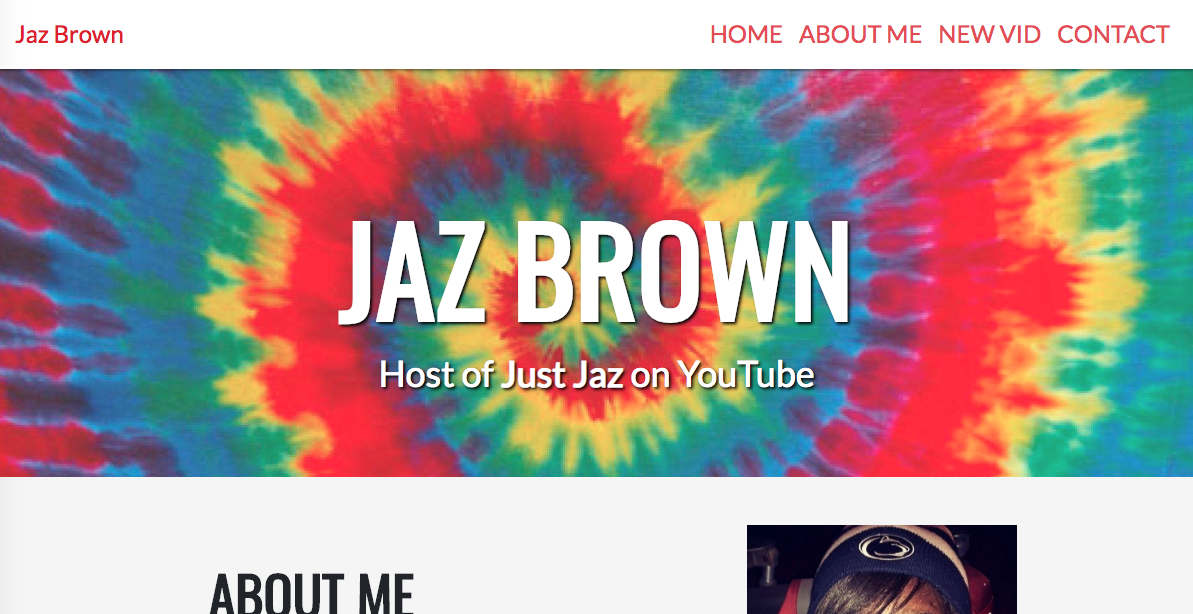 Jaz Brown
HOME ABOUT ME NEW VID CONTACT
JAZ BROWN
Host of Just Jaz on YouTube
ABOUT ME